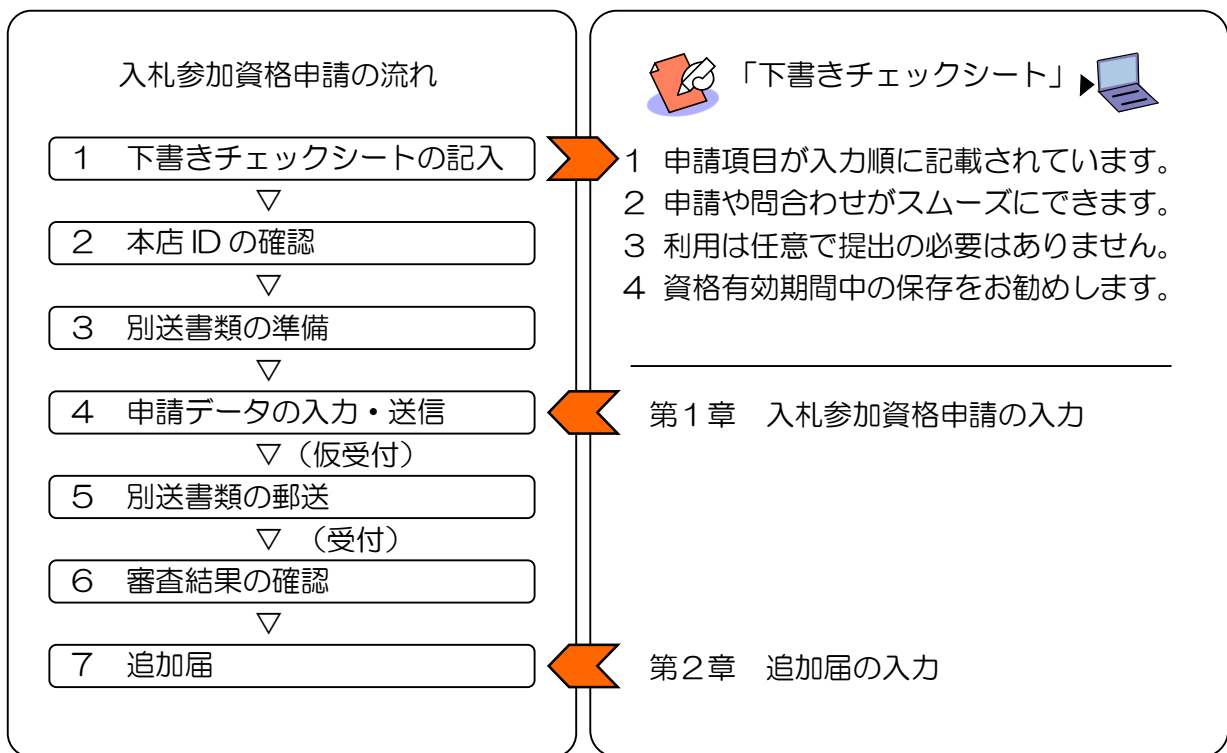 入札参加資格申請の流れ
１　下書きチェックシートの記入
▽
２　本店 ID の確認
▽
３　別送書類の準備
▽
４　申請データの入力・送信
▽（仮受付）
５　別送書類の郵送
▽　（受付）
６　審査結果の確認
▽
７　追加届
「下書きチェックシート」
１　申請項目が入力順に記載されています。
２　申請や問合わせがスムーズにできます。
３　利用は任意で提出の必要はありません。
４　資格有効期間中の保存をお勧めします。
第１章　入札参加資格申請の入力
第２章　追加届の入力